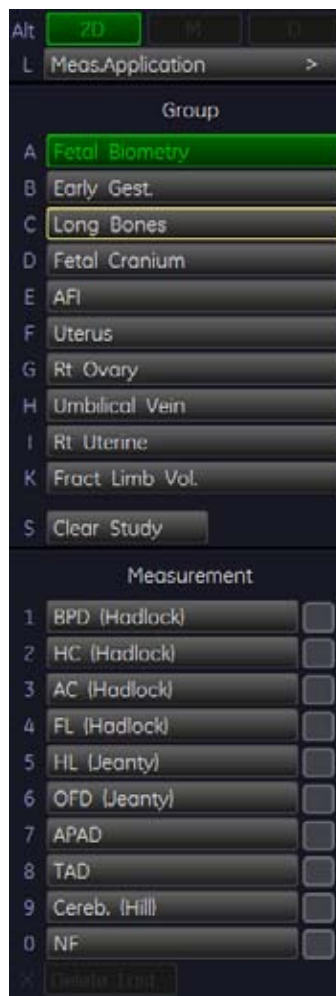 Alt 2D M D
L Meas.Application >
Group
A Fetal Biometry
B Early Gest.
C Long Bones
D Fetal Cranium
E AFI
F Uterus
G Rt Ovary
H Umbilical Vein
I Rt Uterine
K Fract Limb Vol.
S Clear Study
Measurement
1 BPD (Hadlock)
2 HC (Hadlock)
3 AC (Hadlock)
4 FL (Hadlock)
5 HL (Jeanty)
6 OFD (Jeanty)
7 APAD
8 TAD
9 Cereb. (Hill)
0 NF
X Delete